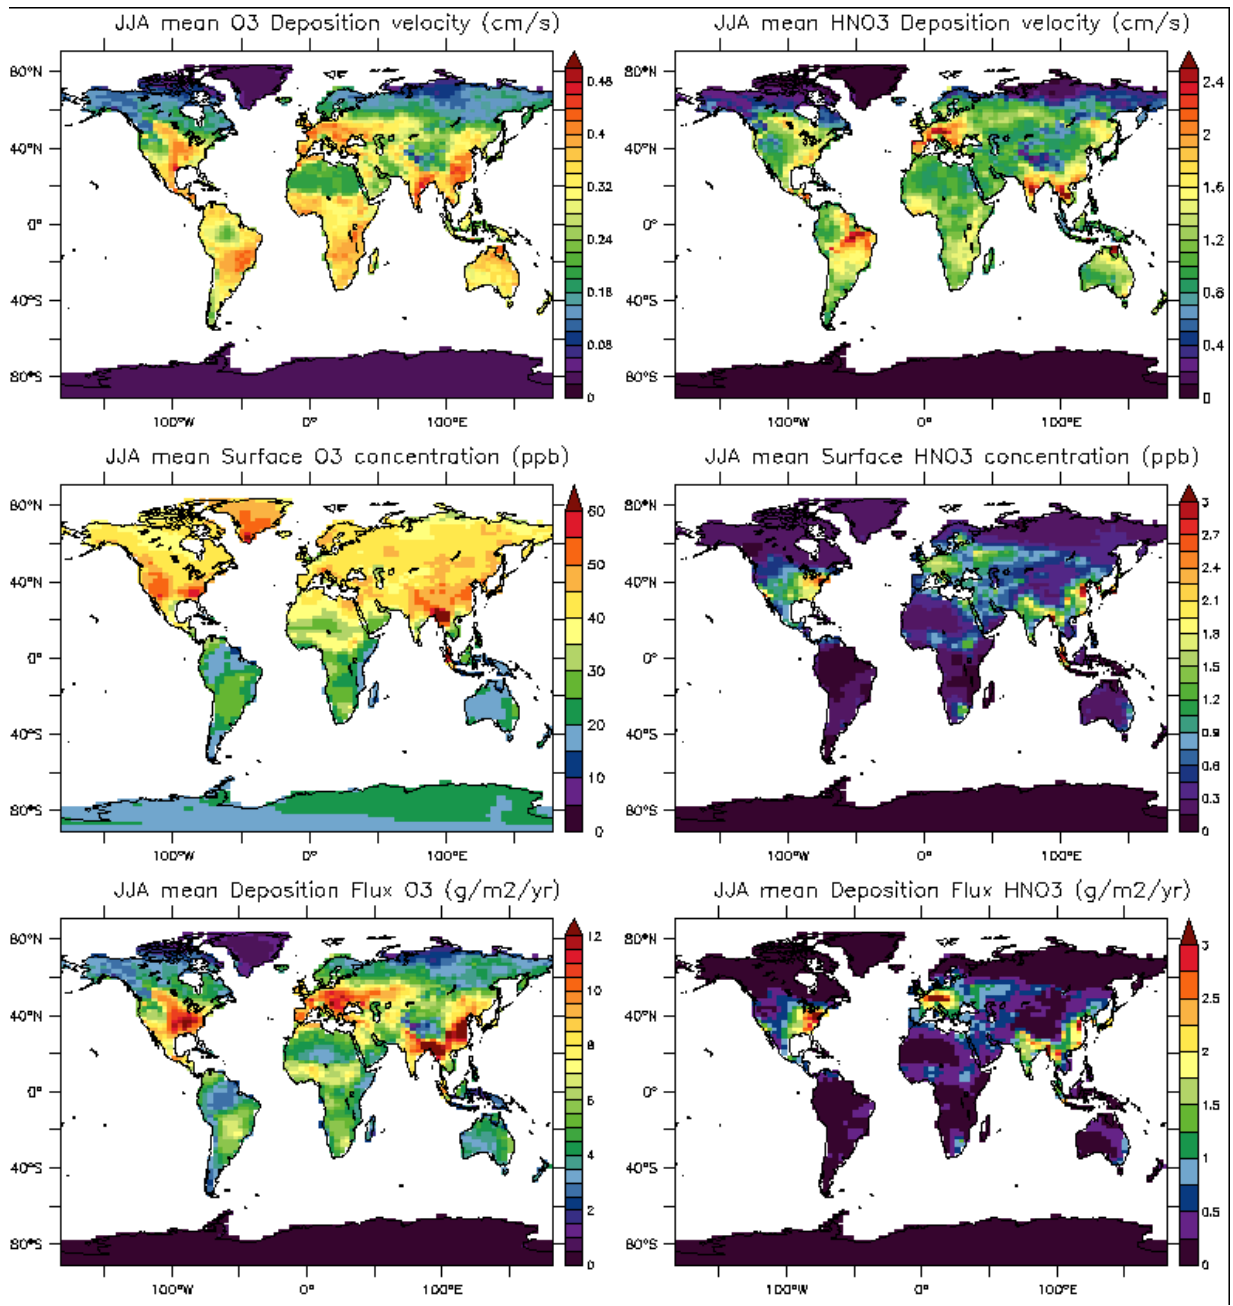 JJA mean O3 Deposition velocity (cm/s)
80°N
40°N
0°
40°S
80°S
100°W
0°
100°E
0.48
0.4
0.32
0.24
0.18
0.08
0
JJA mean HNO3 Deposition velocity (cm/s)
80°N
40°N
0°
40°S
80°S
100°W
0°
100°E
2.4
2
1.6
1.2
0.8
0.4
0
JJA mean Surface O3 concentration (ppb)
80°N
40°N
0°
40°S
80°S
100°W
0°
100°E
60
50
40
30
20
10
0
JJA mean Surface HNO3 concentration (ppb)
80°N
40°N
0°
40°S
80°S
100°W
0°
100°E
3
2.7
2.4
2.1
1.8
1.5
1.2
0.9
0.6
0.3
0
JJA mean Deposition Flux O3 (g/m2/yr)
80°N
40°N
0°
40°S
80°S
100°W
0°
100°E
12
10
8
6
4
2
0
JJA mean Deposition Flux HNO3 (g/m2/yr)
80°N
40°N
0°
40°S
80°S
100°W
0°
100°E
3
2.5
2
1.5
1
0.5
0